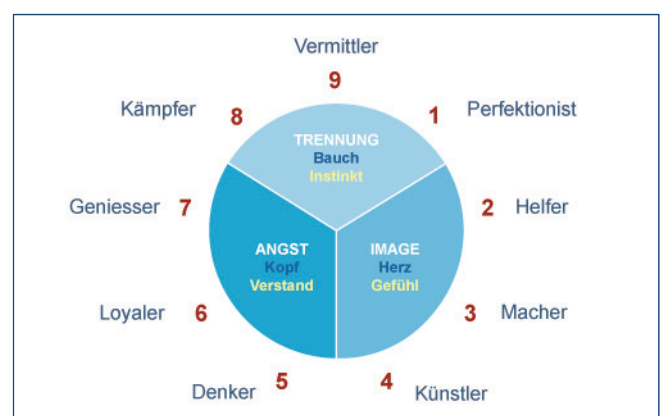 Vermittler
9
Kämpfer 8
1 Perfektionist
TRENNUNG
Bauch
Instinkt
Geniesser 7
2 Helfer
ANGST
Kopf
Verstand
IMAGE
Herz
Gefühl
Loyaler 6
3 Macher
Denker 5
4 Künstler